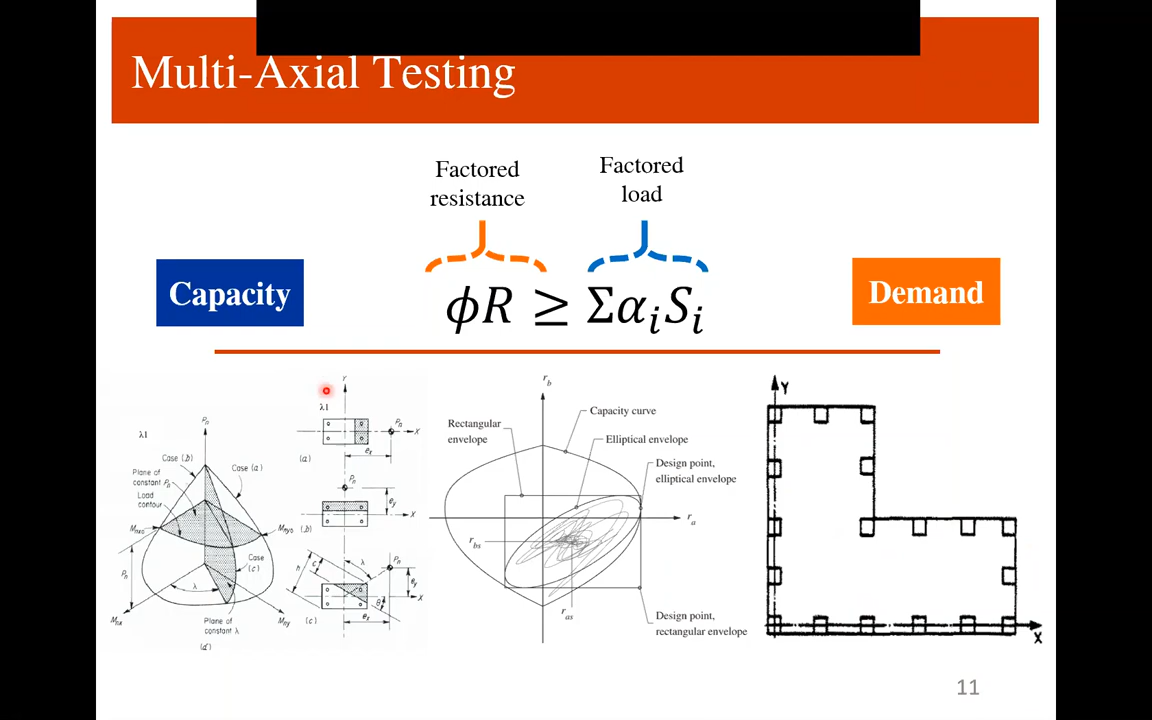 Multi-Axial Testing
Factored
resistance
Factored
load
Capacity
ϕR ≥ Σα_iS_i
Demand
λ1
P_n
Case (b)
Case (a)
Plane of
constant P_n
Load
contour
M_nxo
M_nyo
Case
(c)
P_n
λ
M_nx
M_ny
Plane of
constant λ
(d)
Y
λ1
P_n
X
e_x
(a)
P_n
e_y
X
(b)
P_n
h
c
λ
e_y
X
θ
e_x
(c)
r_b
Rectangular
envelope
Capacity curve
Elliptical envelope
Design point,
elliptical envelope
r_a
r_bs
r_as
Design point,
rectangular envelope
Y
X
11